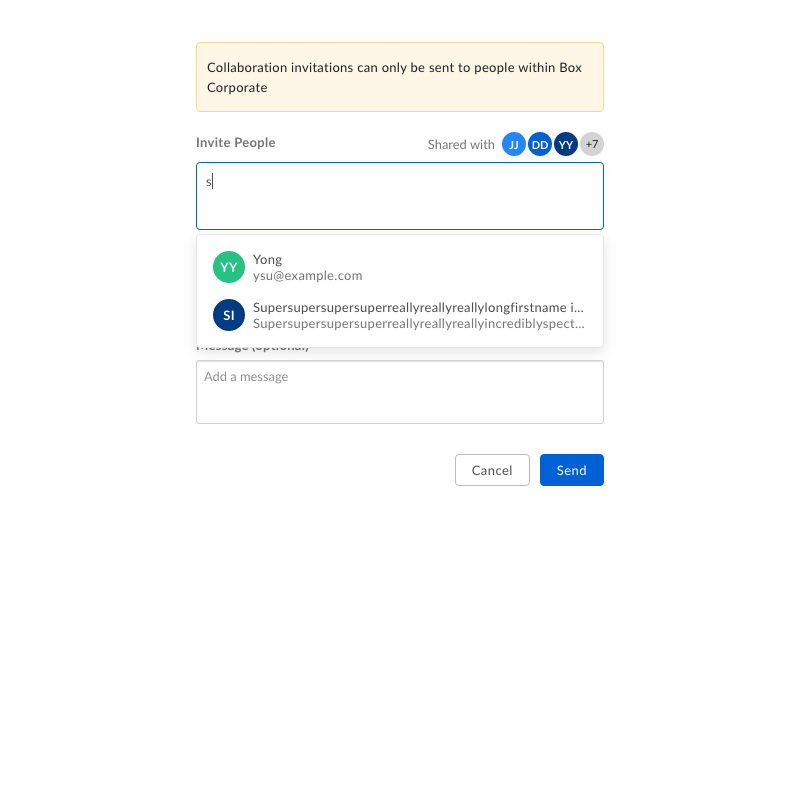 Collaboration invitations can only be sent to people within Box
Corporate
Invite People
Shared with JJ DD YY +7
s
YY Yong
ysu@example.com
SI Supersupersupersuperreallyreallyreallylongfirstname i...
Supersupersupersuperreallyreallyreallyincrediblyspect...
Message (optional)
Add a message
Cancel Send